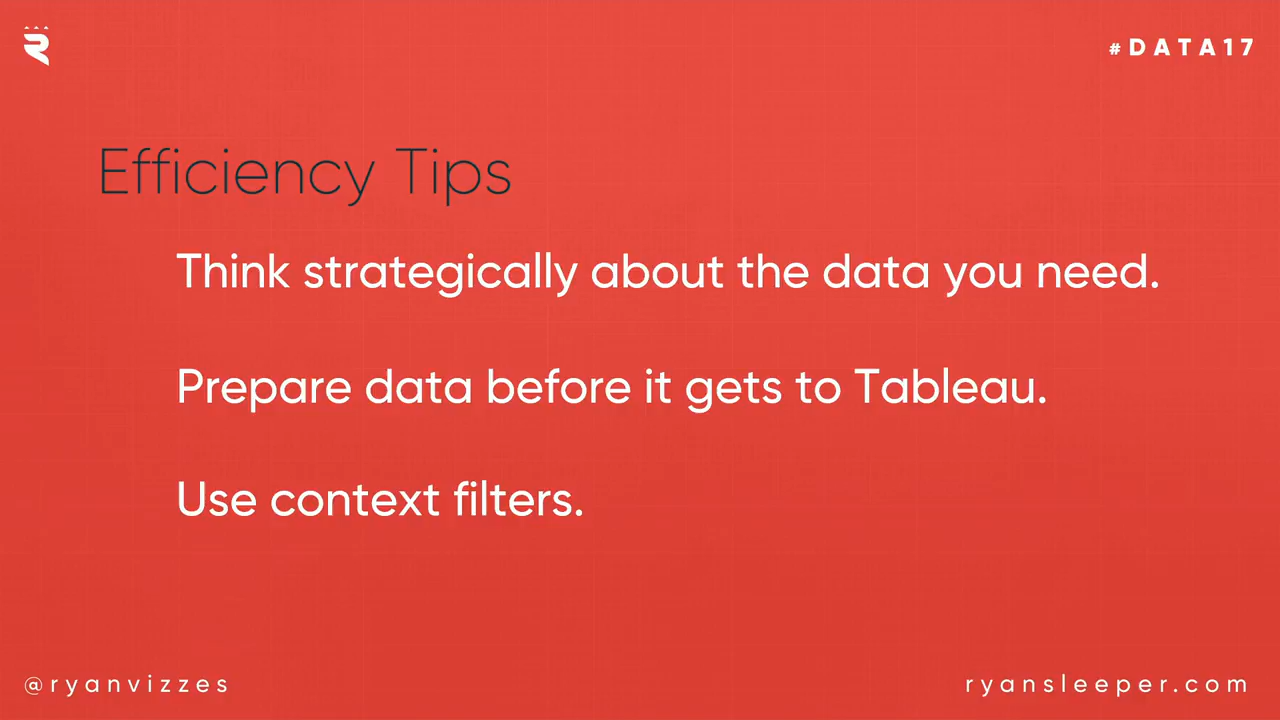 #DATA17
Efficiency Tips
Think strategically about the data you need.
Prepare data before it gets to Tableau.
Use context filters.
@ryanvizzes
ryansleeper.com